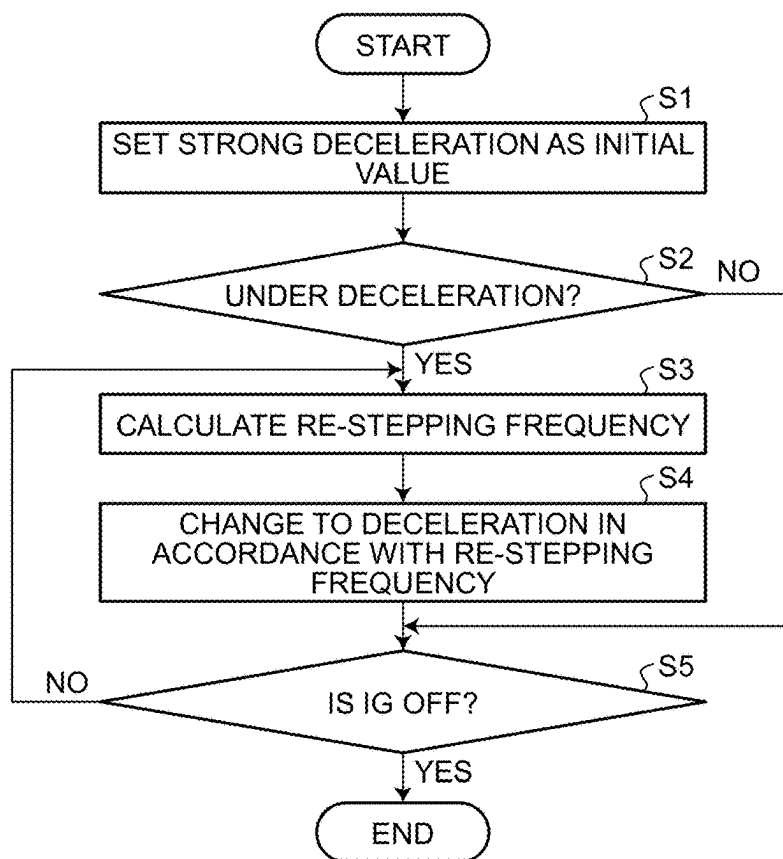 START
S1
SET STRONG DECELERATION AS INITIAL
VALUE
S2
UNDER DECELERATION?
NO
YES
S3
CALCULATE RE-STEPPING FREQUENCY
S4
CHANGE TO DECELERATION IN
ACCORDANCE WITH RE-STEPPING
FREQUENCY
S5
NO
IS IG OFF?
YES
END